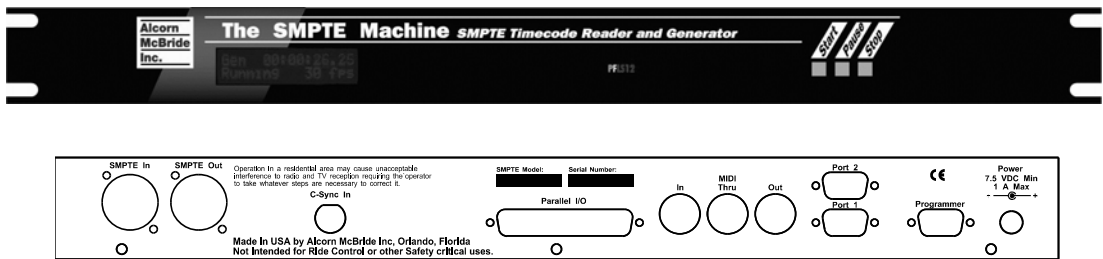 Alcorn
McBride
Inc.
The SMPTE Machine SMPTE Timecode Reader and Generator
Start
Pause
Stop
Gen 00:00:26.25
Running 30 fps
SMPTE In
SMPTE Out
Operation in a residential area may cause unacceptable
interference to radio and TV reception requiring the operator
to take whatever steps are necessary to correct it.
C-Sync In
SMPTE Model:
Serial Number:
Parallel I/O
In
MIDI
Thru
Out
Port 2
Port 1
CE
Programmer
Power
7.5 VDC Min
1 A Max
- +
Made in USA by Alcorn McBride Inc, Orlando, Florida
Not Intended for Ride Control or other Safety critical uses.